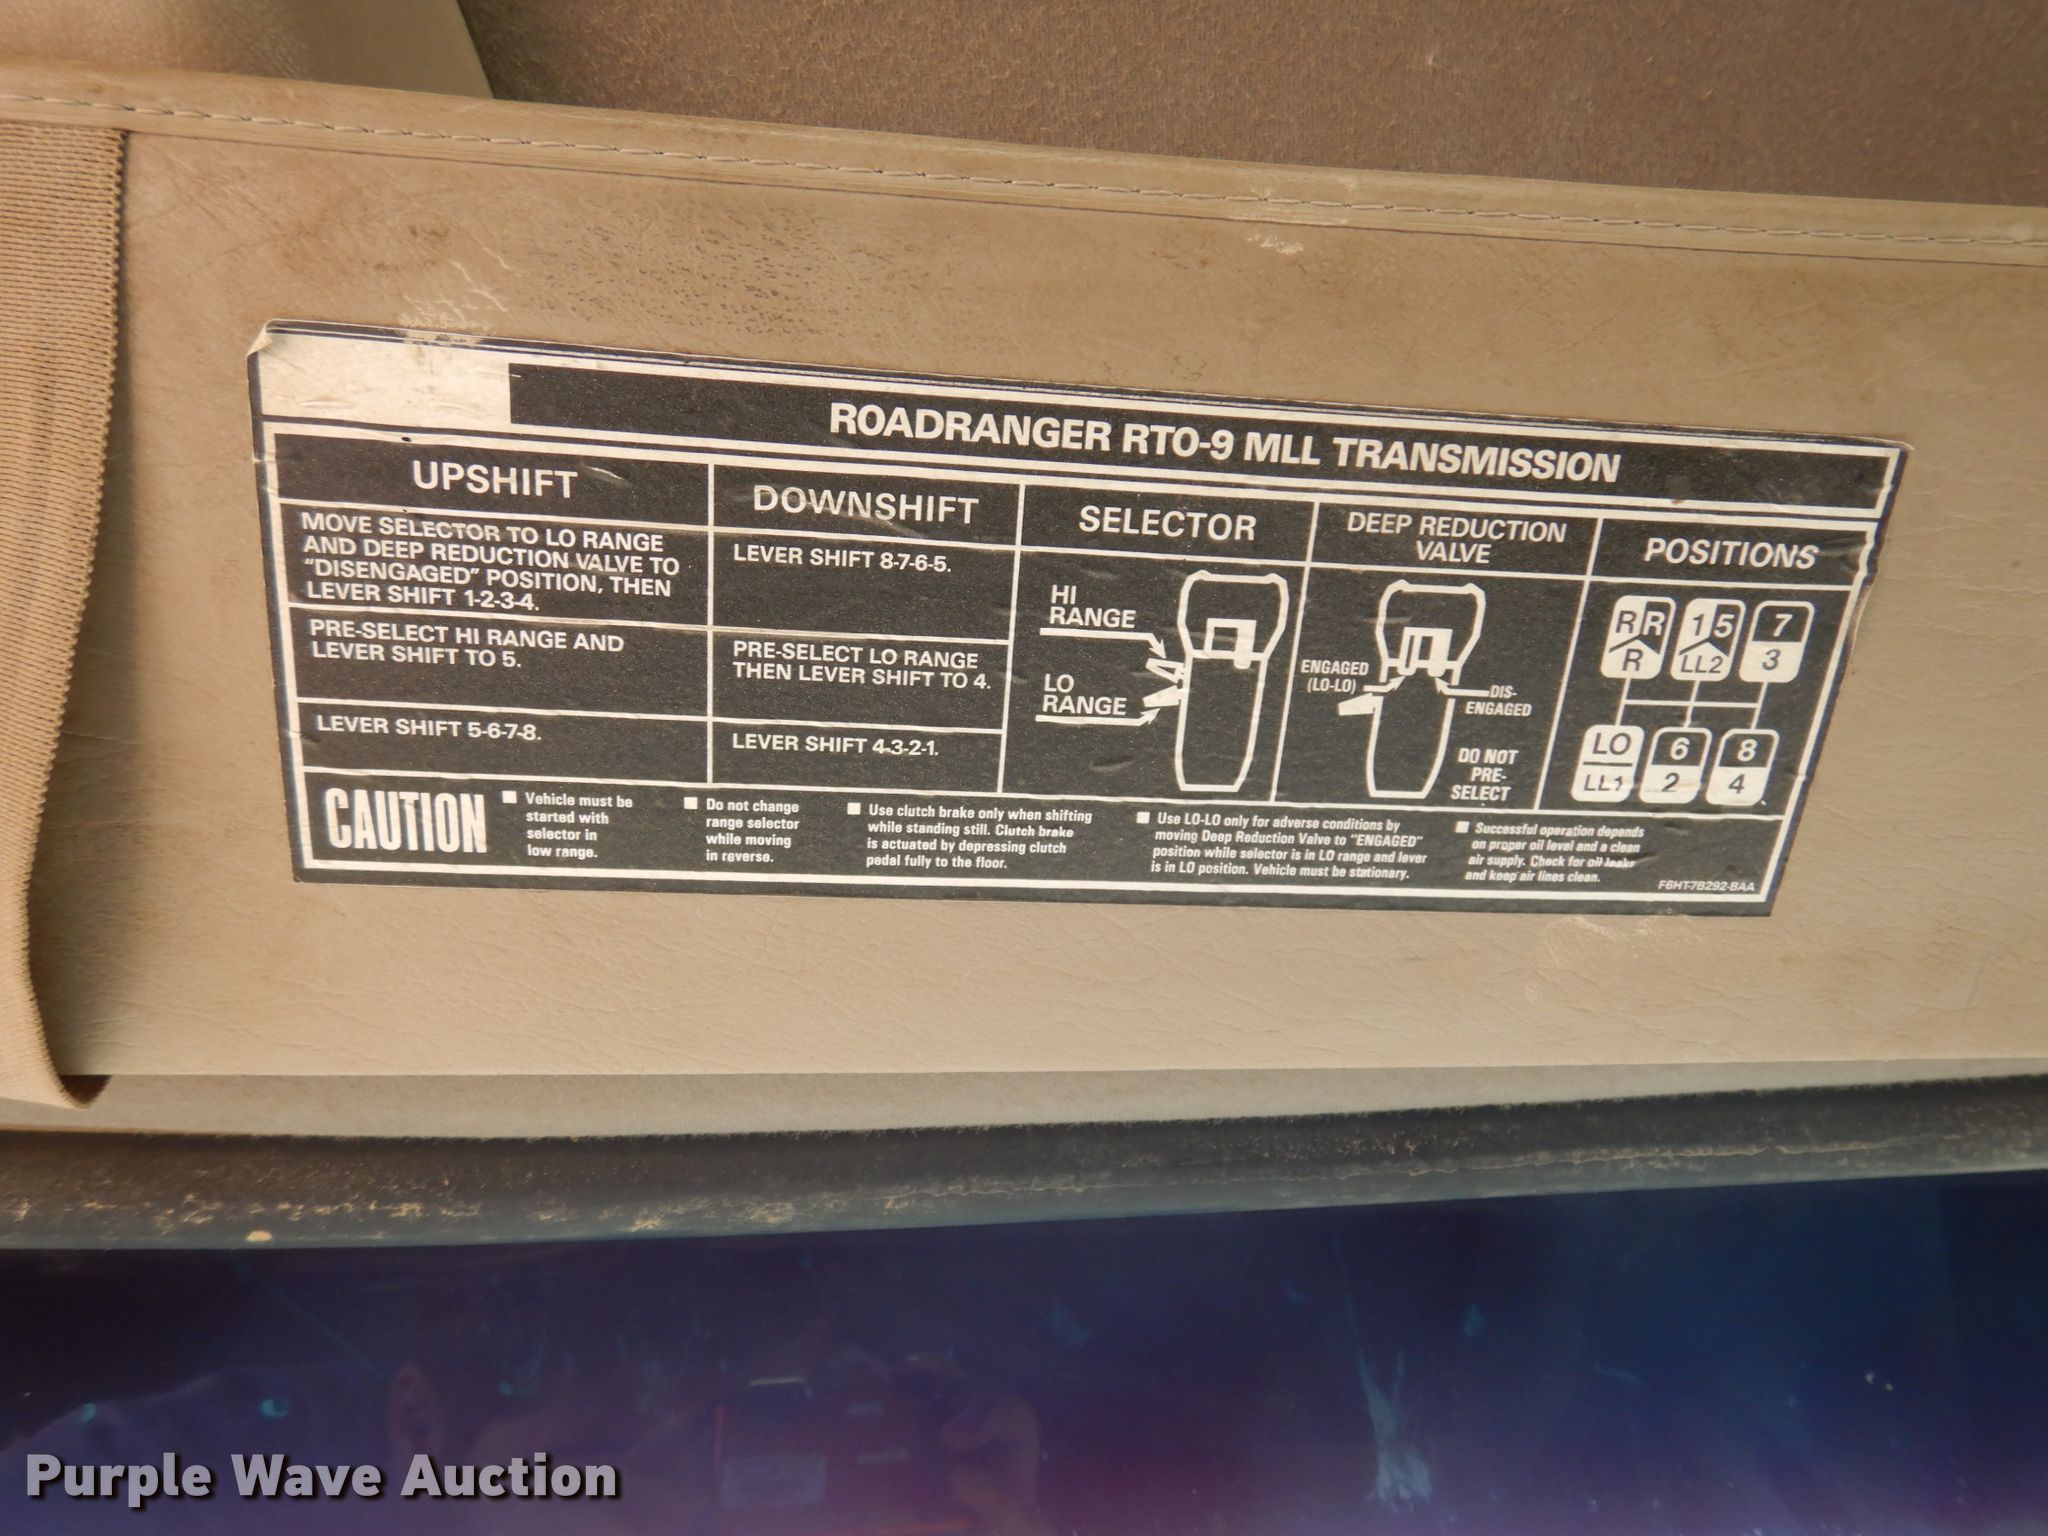 ROADRANGER RTO-9 MLL TRANSMISSION
UPSHIFT
MOVE SELECTOR TO LO RANGE
AND DEEP REDUCTION VALVE TO
"DISENGAGED" POSITION, THEN
LEVER SHIFT 1-2-3-4.
PRE-SELECT HI RANGE AND
LEVER SHIFT TO 5.
LEVER SHIFT 5-6-7-8.
DOWNSHIFT
LEVER SHIFT 8-7-6-5.
PRE-SELECT LO RANGE
THEN LEVER SHIFT TO 4.
LEVER SHIFT 4-3-2-1.
SELECTOR
HI
RANGE
LO
RANGE
DEEP REDUCTION
VALVE
ENGAGED
(LO-LO)
DIS-
ENGAGED
DO NOT
PRE-
SELECT
POSITIONS
R R 1 5 7
R LL2 3
LO 6 8
LL1 2 4
CAUTION
■ Vehicle must be
started with
selector in
low range.
■ Do not change
range selector
while moving
in reverse.
■ Use clutch brake only when shifting
while standing still. Clutch brake
is actuated by depressing clutch
pedal fully to the floor.
■ Use LO-LO only for adverse conditions by
moving Deep Reduction Valve to "ENGAGED"
position while selector is in LO range and lever
is in LO position. Vehicle must be stationary.
■ Successful operation depends
on proper oil level and a clean
air supply. Check for oil leaks
and keep air lines clean.
F6HT-7B292-BAA
Purple Wave Auction